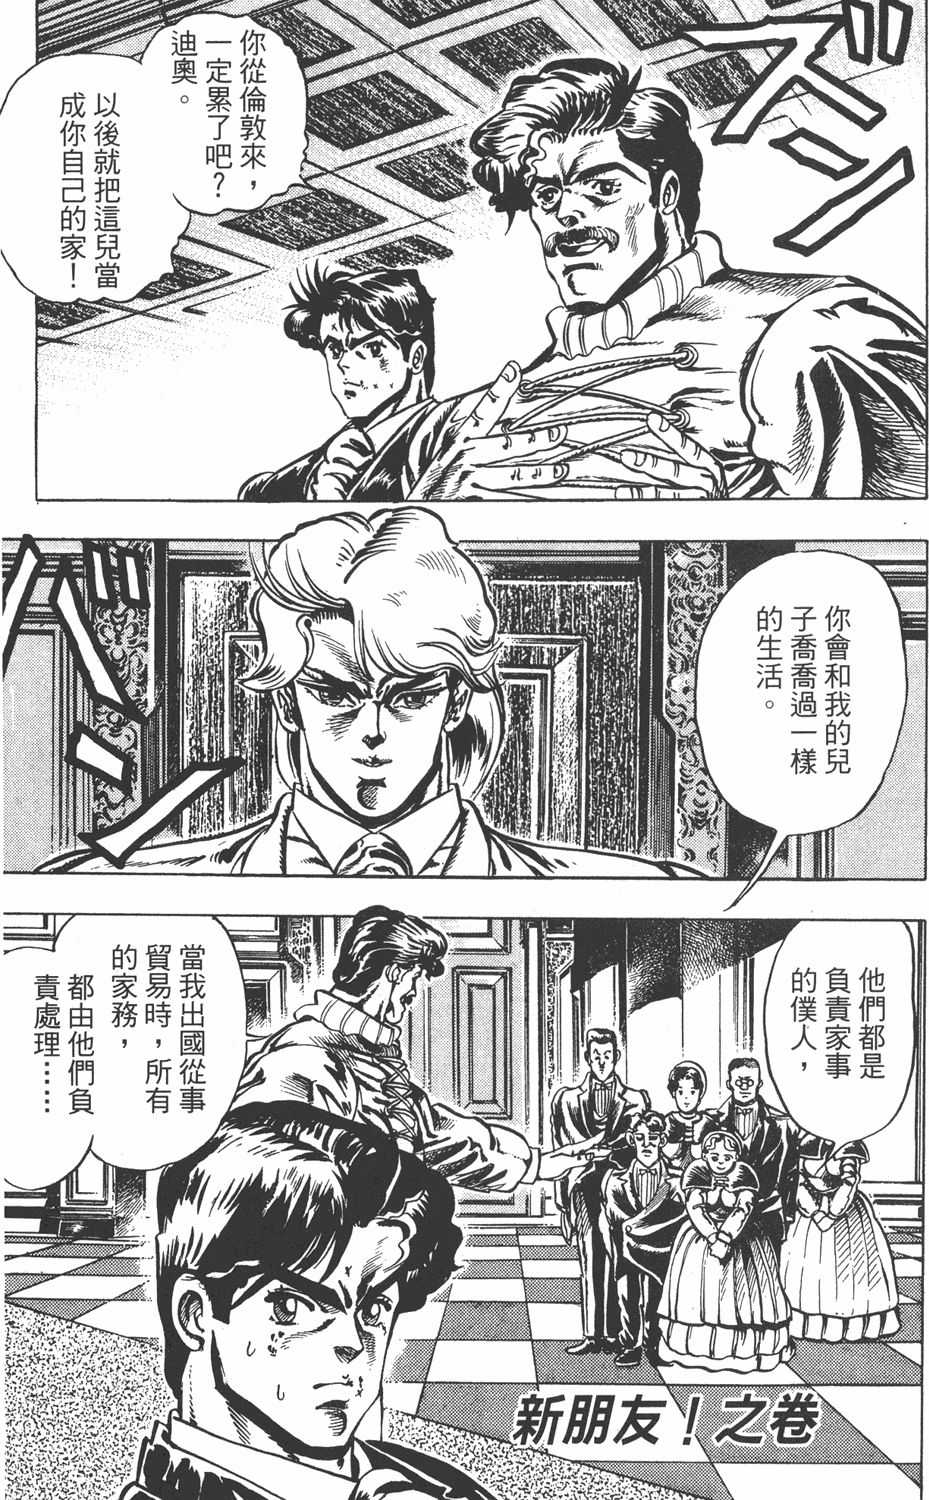 ズン
你從倫敦來，
一定累了吧？
迪奧。
以後就把這兒當
成你自己的家！
你會和我的兒
子喬喬過一樣
的生活。
バン
他們都是
負責家事
的僕人，
當我出國從事
貿易時，所有
的家務，
都由他們負
責處理……
新朋友！之卷